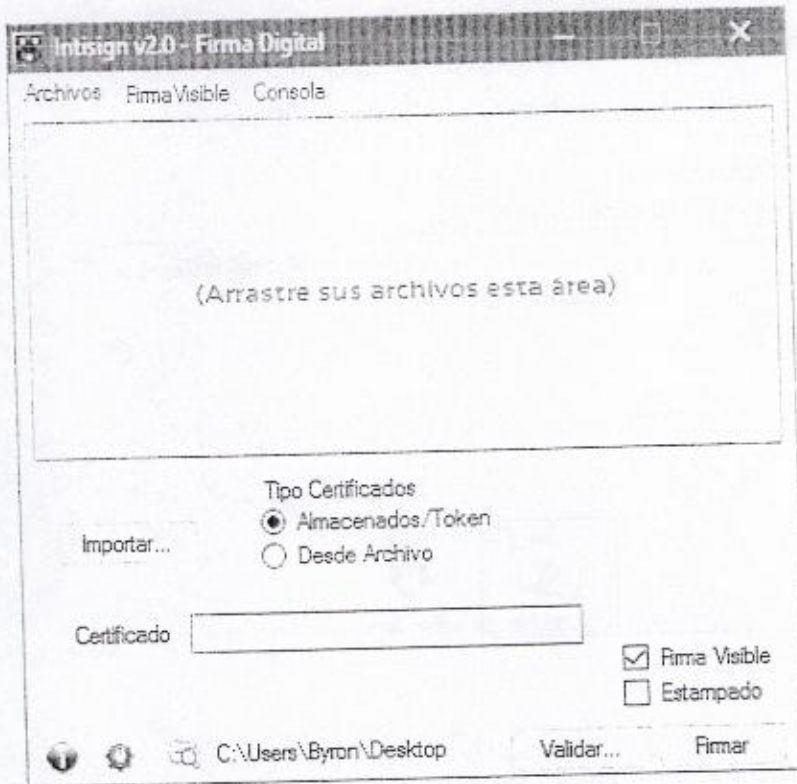 Intisign v2.0 - Firma Digital
Archivos FirmaVisible Consola
(Arrastre sus archivos esta área)
Tipo Certificados
Almacenados/Token
Importar...
Desde Archivo
Certificado
Firma Visible
Estampado
C:\Users\Byron\Desktop Validar... Firmar